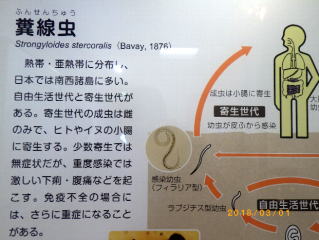 ふんせんちゅう
糞線虫
Strongyloides stercoralis (Bavay, 1876)
熱帯・亜熱帯に分布し、
日本では南西諸島に多い。
自由生活世代と寄生世代が
ある。寄生世代の成虫は雌
のみで、ヒトやイヌの小腸
に寄生する。少数寄生では
無症状だが、重度感染では
激しい下痢・腹痛などを起
こす。免疫不全の場合に
は、さらに重症になること
がある。
成虫は小腸に寄生
寄生世代
幼虫が皮ふから感染
感染幼虫
(フィラリア型)
ラブジチス型幼虫
自由生活世代
2018/03/01